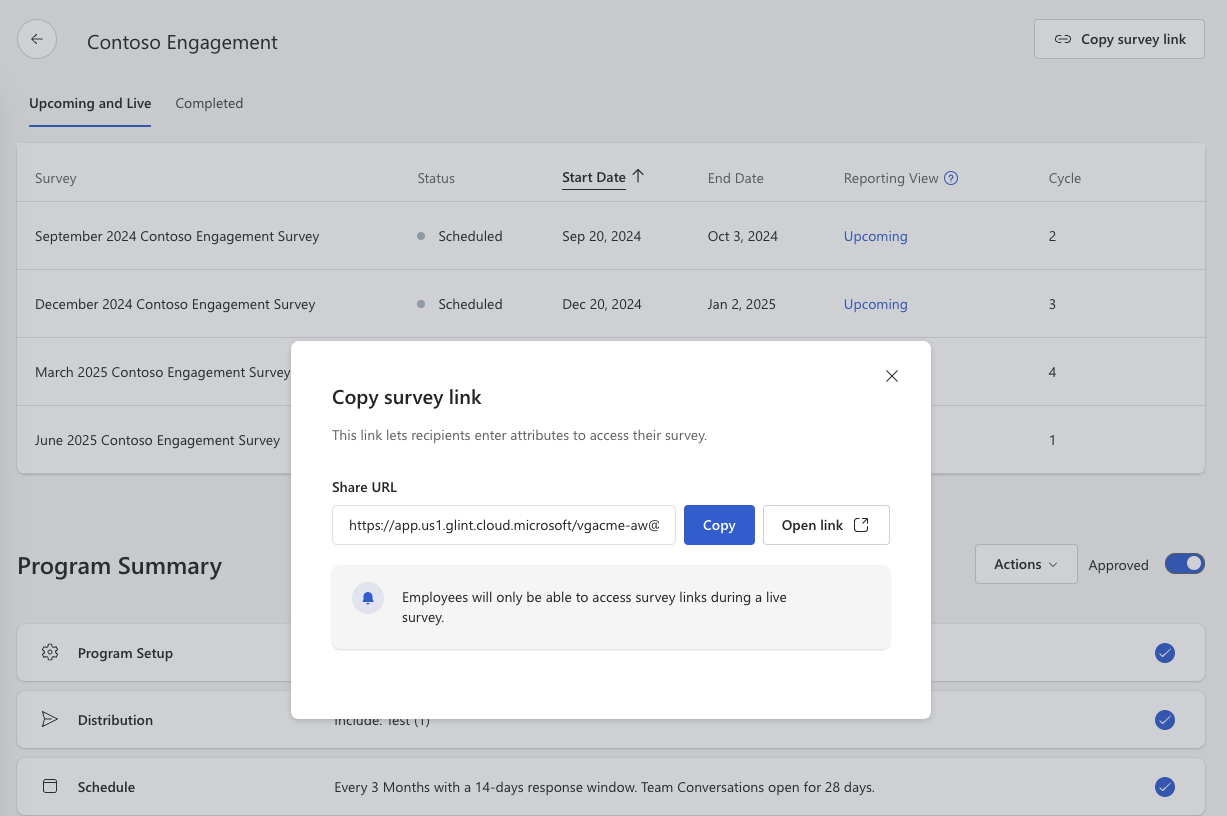 Contoso Engagement
Copy survey link
Upcoming and Live Completed
Survey Status Start Date End Date Reporting View Cycle
September 2024 Contoso Engagement Survey Scheduled Sep 20, 2024 Oct 3, 2024 Upcoming 2
December 2024 Contoso Engagement Survey Scheduled Dec 20, 2024 Jan 2, 2025 Upcoming 3
March 2025 Contoso Engagement Survey 4
June 2025 Contoso Engagement Survey 1
Copy survey link
This link lets recipients enter attributes to access their survey.
Share URL
https://app.us1.glint.cloud.microsoft/vgacme-aw@ Copy Open link
Employees will only be able to access survey links during a live
survey.
Program Summary Actions Approved
Program Setup
Distribution Include: Test (1)
Schedule Every 3 Months with a 14-days response window. Team Conversations open for 28 days.